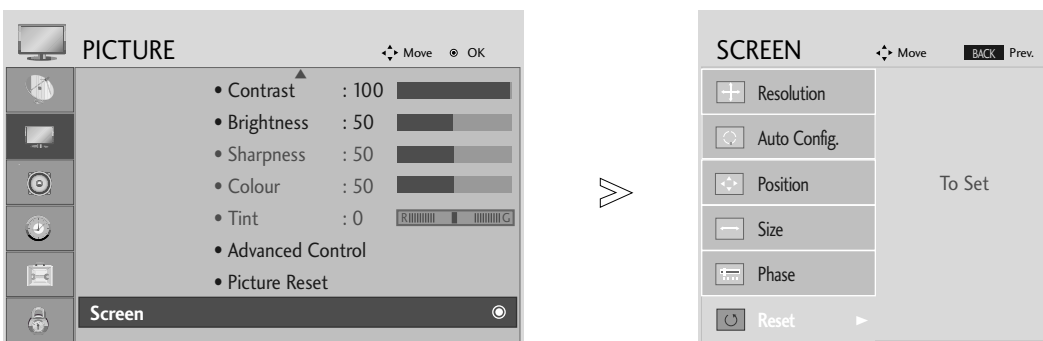 PICTURE
Move OK
• Contrast : 100
• Brightness : 50
• Sharpness : 50
• Colour : 50
• Tint : 0 R G
• Advanced Control
• Picture Reset
Screen
SCREEN
Move BACK Prev.
Resolution
Auto Config.
Position
Size
Phase
Reset
To Set